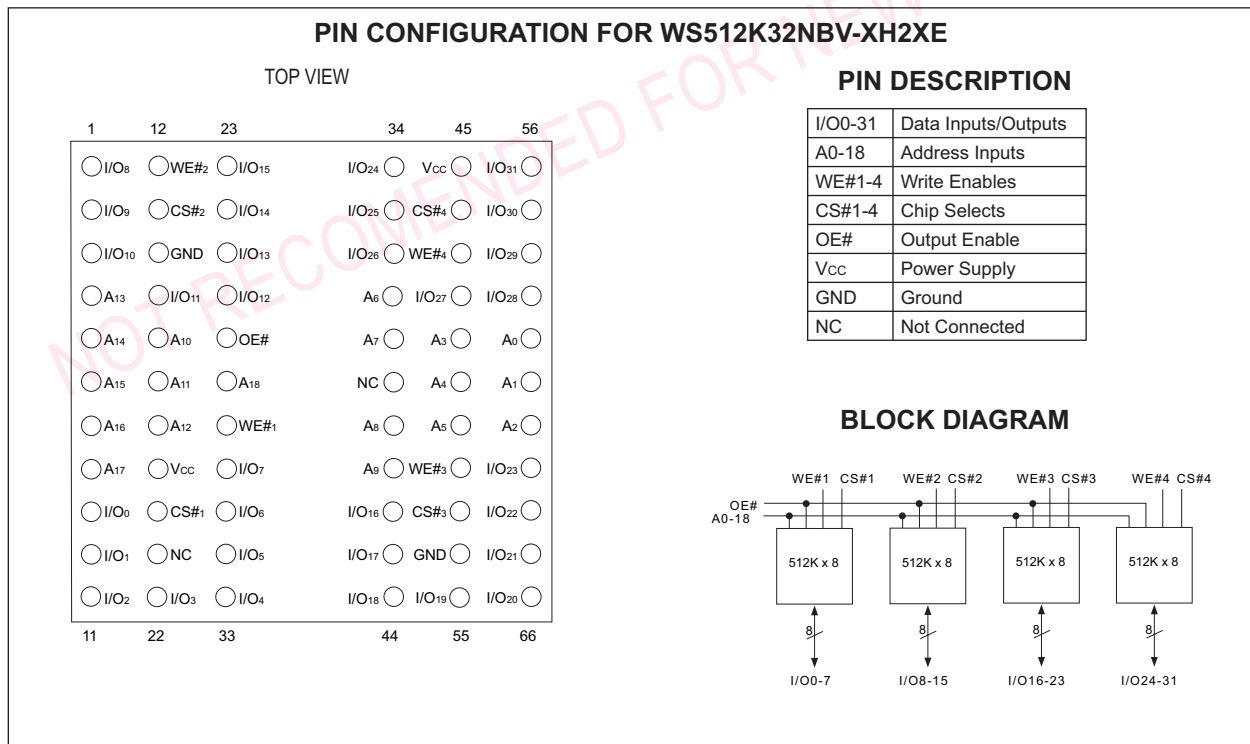 PIN CONFIGURATION FOR WS512K32NBV-XH2XE
NOT RECOMENDED FOR NEW
TOP VIEW
1 12 23 34 45 56
I/O8 WE#2 I/O15 I/O24 Vcc I/O31
I/O9 CS#2 I/O14 I/O25 CS#4 I/O30
I/O10 GND I/O13 I/O26 WE#4 I/O29
A13 I/O11 I/O12 A6 I/O27 I/O28
A14 A10 OE# A7 A3 A0
A15 A11 A18 NC A4 A1
A16 A12 WE#1 A8 A5 A2
A17 Vcc I/O7 A9 WE#3 I/O23
I/O0 CS#1 I/O6 I/O16 CS#3 I/O22
I/O1 NC I/O5 I/O17 GND I/O21
I/O2 I/O3 I/O4 I/O18 I/O19 I/O20
11 22 33 44 55 66
PIN DESCRIPTION
I/O0-31 Data Inputs/Outputs
A0-18 Address Inputs
WE#1-4 Write Enables
CS#1-4 Chip Selects
OE# Output Enable
Vcc Power Supply
GND Ground
NC Not Connected
BLOCK DIAGRAM
WE#1 CS#1 WE#2 CS#2 WE#3 CS#3 WE#4 CS#4
OE#
A0-18
512K x 8 512K x 8 512K x 8 512K x 8
8 8 8 8
I/O0-7 I/O8-15 I/O16-23 I/O24-31